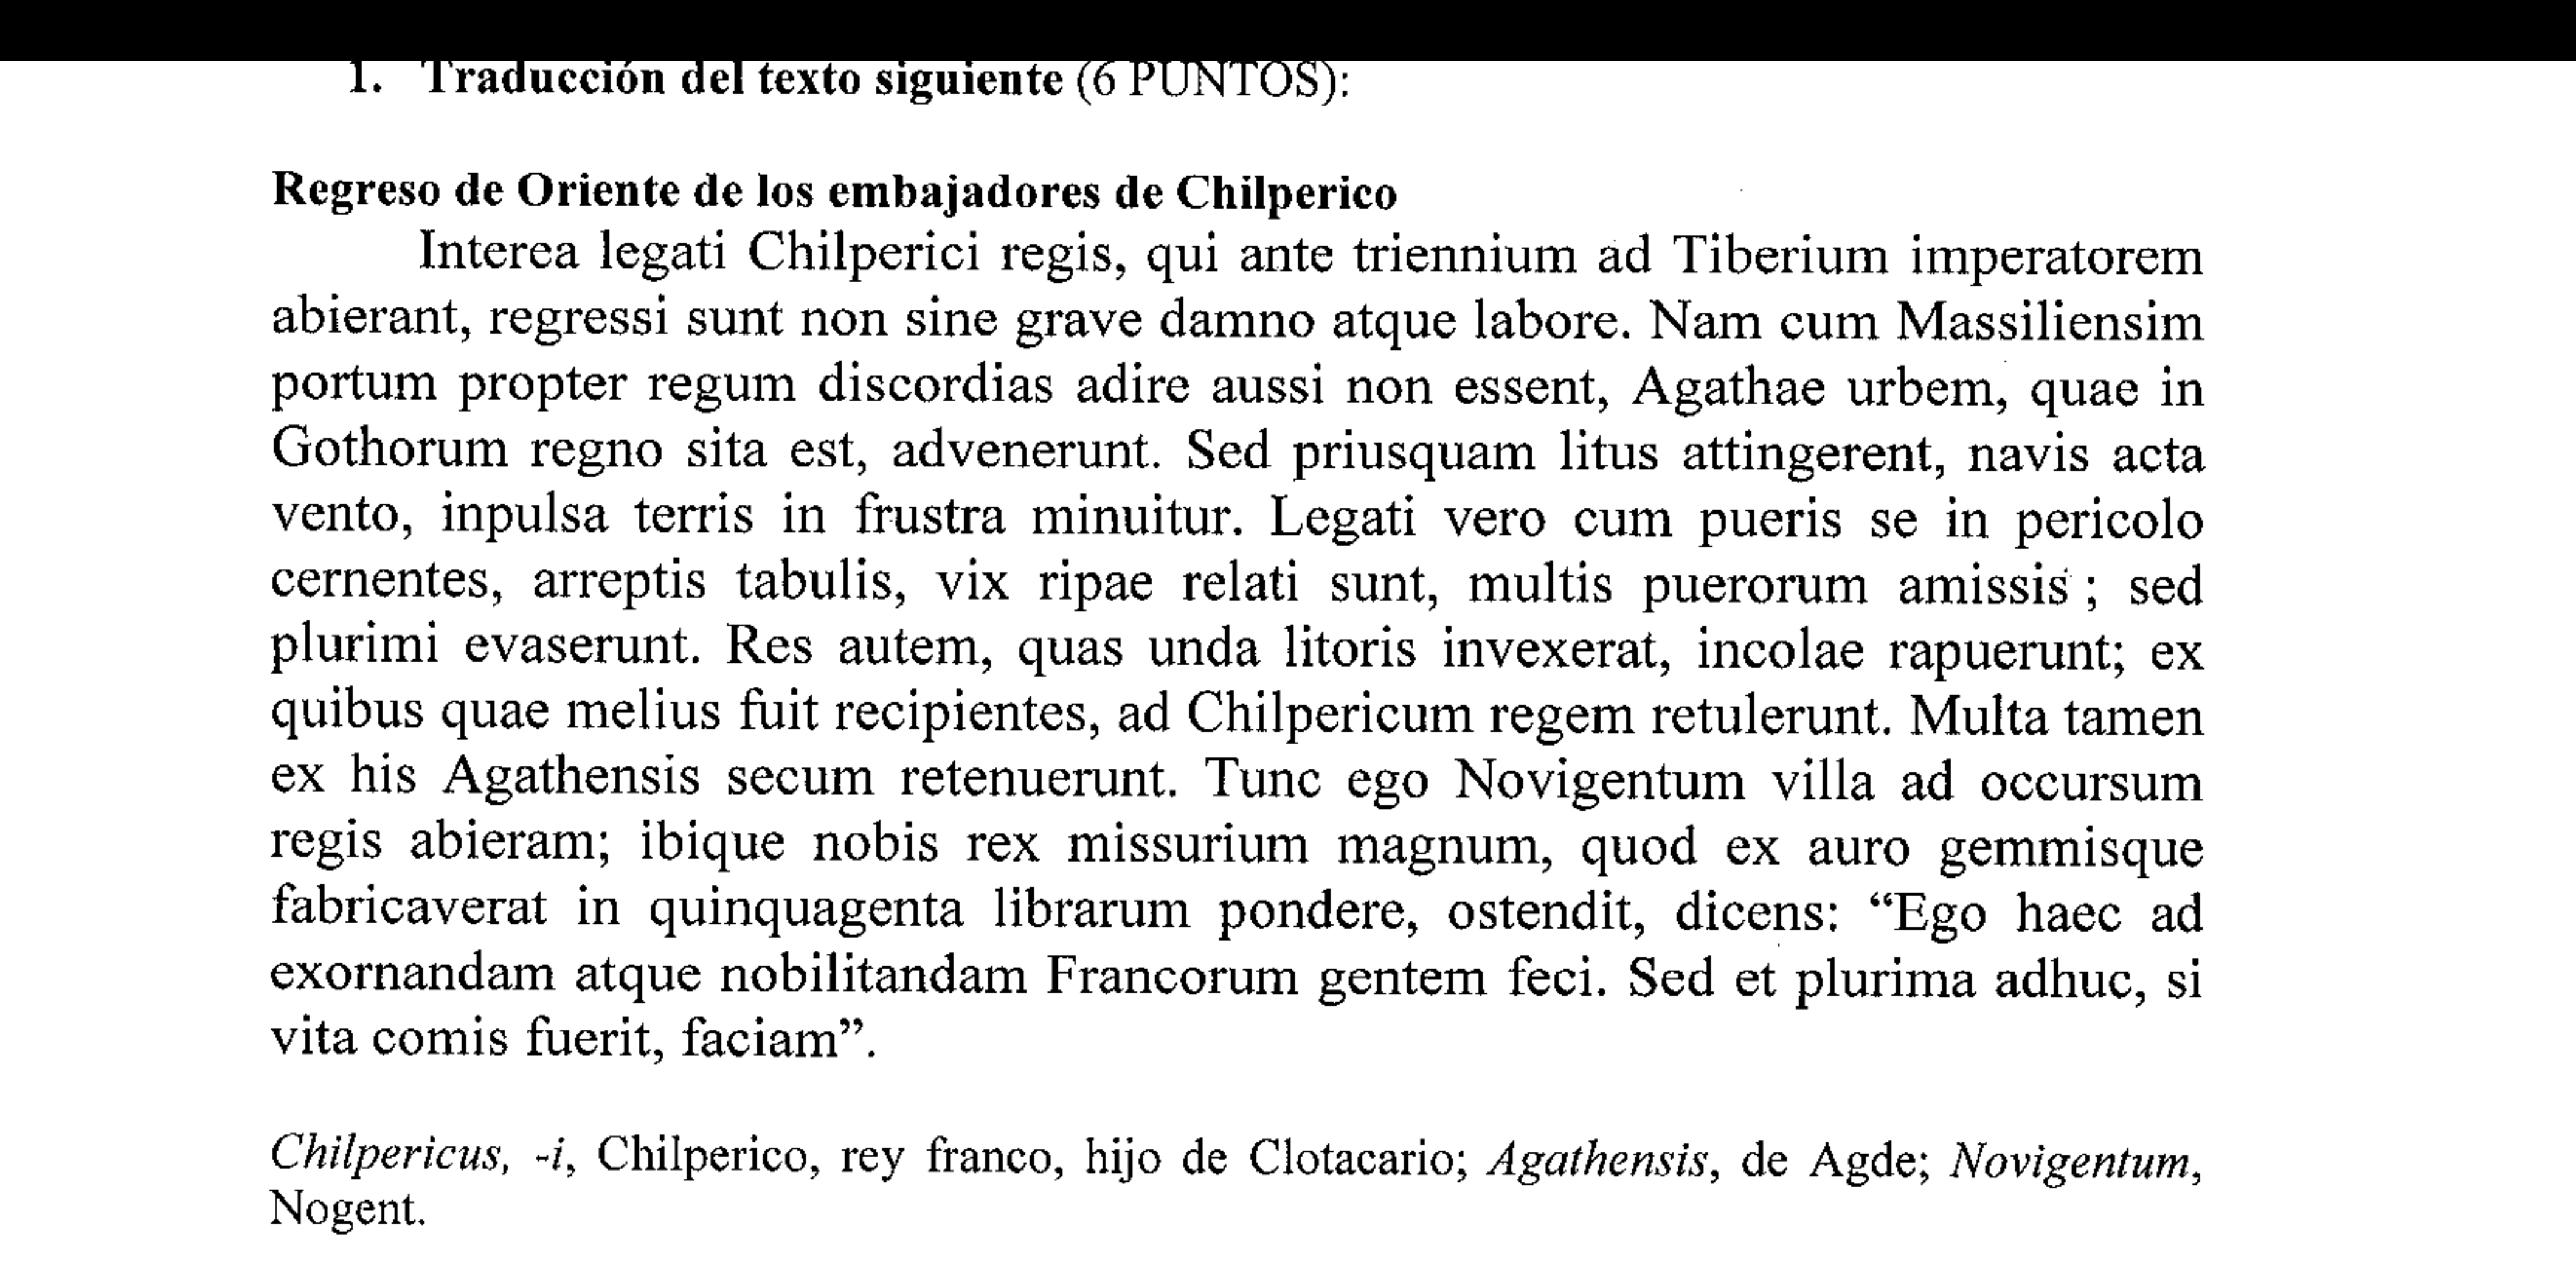 1. Traducción del texto siguiente (6 PUNTOS):
Regreso de Oriente de los embajadores de Chilperico
Interea legati Chilperici regis, qui ante triennium ad Tiberium imperatorem
abierant, regressi sunt non sine grave damno atque labore. Nam cum Massiliensim
portum propter regum discordias adire aussi non essent, Agathae urbem, quae in
Gothorum regno sita est, advenerunt. Sed priusquam litus attingerent, navis acta
vento, inpulsa terris in frustra minuitur. Legati vero cum pueris se in pericolo
cernentes, arreptis tabulis, vix ripae relati sunt, multis puerorum amissis ; sed
plurimi evaserunt. Res autem, quas unda litoris invexerat, incolae rapuerunt; ex
quibus quae melius fuit recipientes, ad Chilpericum regem retulerunt. Multa tamen
ex his Agathensis secum retenuerunt. Tunc ego Novigentum villa ad occursum
regis abieram; ibique nobis rex missurium magnum, quod ex auro gemmisque
fabricaverat in quinquagenta librarum pondere, ostendit, dicens: “Ego haec ad
exornandam atque nobilitandam Francorum gentem feci. Sed et plurima adhuc, si
vita comis fuerit, faciam”.
Chilpericus, -i, Chilperico, rey franco, hijo de Clotacario; Agathensis, de Agde; Novigentum,
Nogent.